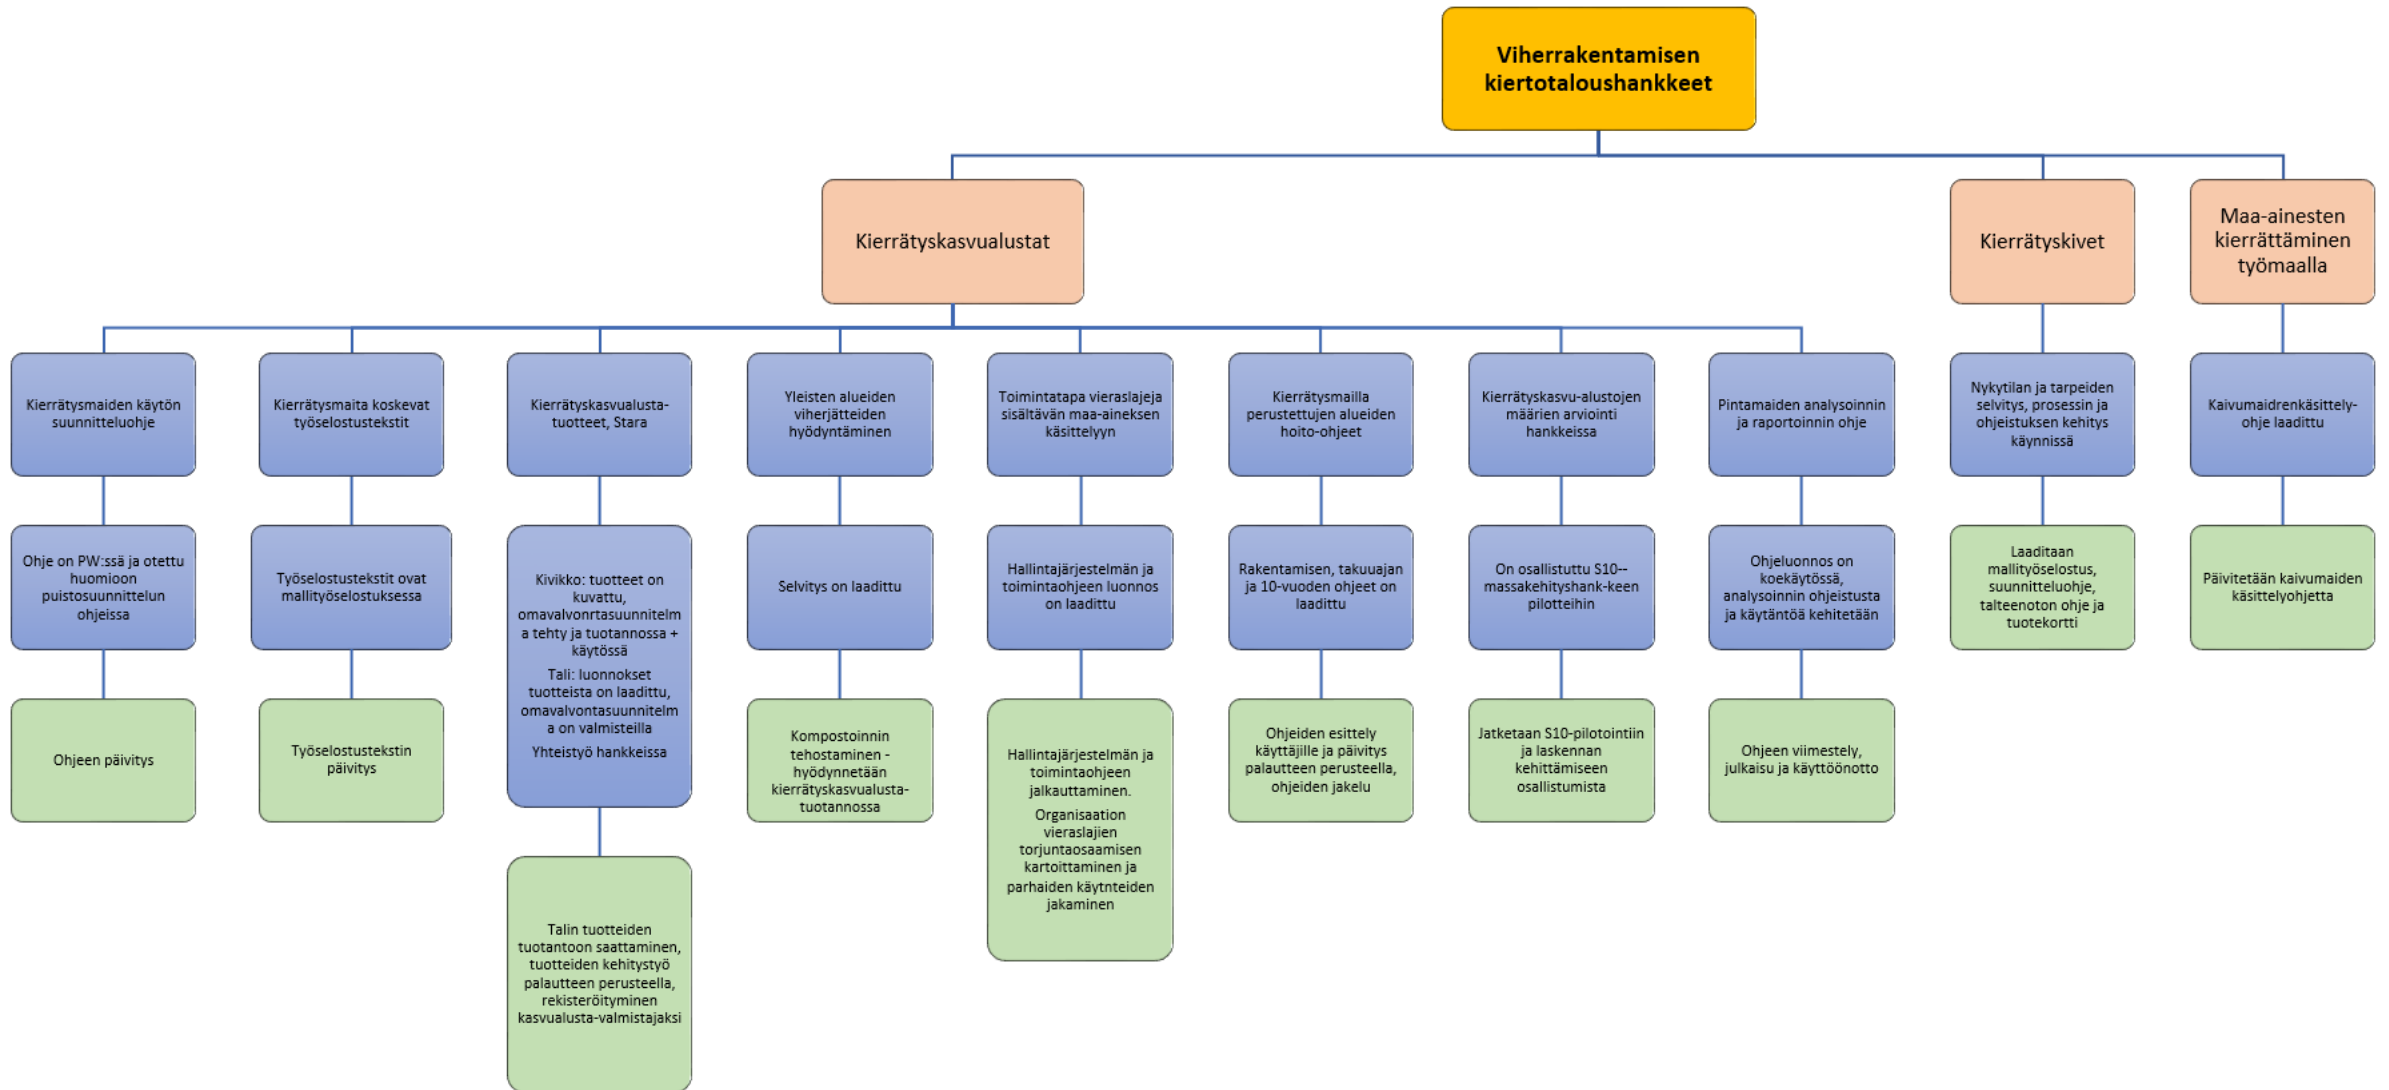 Viherrakentamisen
kiertotaloushankkeet
Kierrätyskasvualustat
Kierrätyskivet
Maa-ainesten
kierrättäminen
työmaalla
Kierrätysmaiden käytön
suunnitteluohje
Kierrätysmaita koskevat
työselostustekstit
Kierrätyskasvualusta-
tuotteet, Stara
Yleisten alueiden
viherjätteiden
hyödyntäminen
Toimintatapa vieraslajeja
sisältävän maa-aineksen
käsittelyyn
Kierrätysmailla
perustettujen alueiden
hoito-ohjeet
Kierrätyskasvu-alustojen
määrien arviointi
hankkeissa
Pintamaiden analysoinnin
ja raportoinnin ohje
Nykytilan ja tarpeiden
selvitys, prosessin ja
ohjeistuksen kehitys
käynnissä
Kaivumaidrenkäsittely-
ohje laadittu
Ohje on PW:ssä ja otettu
huomioon
puistosuunnittelun
ohjeissa
Työselostustekstit ovat
mallityöselostuksessa
Kivikko: tuotteet on
kuvattu,
omavalvonrtasuunnitelm
a tehty ja tuotannossa +
käytössä
Tali: luonnokset
tuotteista on laadittu,
omavalvontasuunnitelm
a on valmisteilla
Yhteistyö hankkeissa
Selvitys on laadittu
Hallintajärjestelmän ja
toimintaohjeen luonnos
on laadittu
Rakentamisen, takuuajan
ja 10-vuoden ohjeet on
laadittu
On osallistuttu S10--
massakehityshank-keen
pilotteihin
Ohjeluonnos on
koekäytössä,
analysoinnin ohjeistusta
ja käytäntöä kehitetään
Laaditaan
mallityöselostus,
suunnitteluohje,
talteenoton ohje ja
tuotekortti
Päivitetään kaivumaiden
käsittelyohjetta
Ohjeen päivitys
Työselostustekstin
päivitys
Kompostoinnin
tehostaminen -
hyödynnetään
kierrätyskasvualusta-
tuotannossa
Hallintajärjestelmän ja
toimintaohjeen
jalkauttaminen.
Organisaation
vieraslajien
torjuntaosaamisen
kartoittaminen ja
parhaiden käytnteiden
jakaminen
Ohjeiden esittely
käyttäjille ja päivitys
palautteen perusteella,
ohjeiden jakelu
Jatketaan S10-pilotointiin
ja laskennan
kehittämiseen
osallistumista
Ohjeen viimestely,
julkaisu ja käyttöönotto
Talin tuotteiden
tuotantoon saattaminen,
tuotteiden kehitystyö
palautteen perusteella,
rekisteröityminen
kasvualusta-valmistajaksi